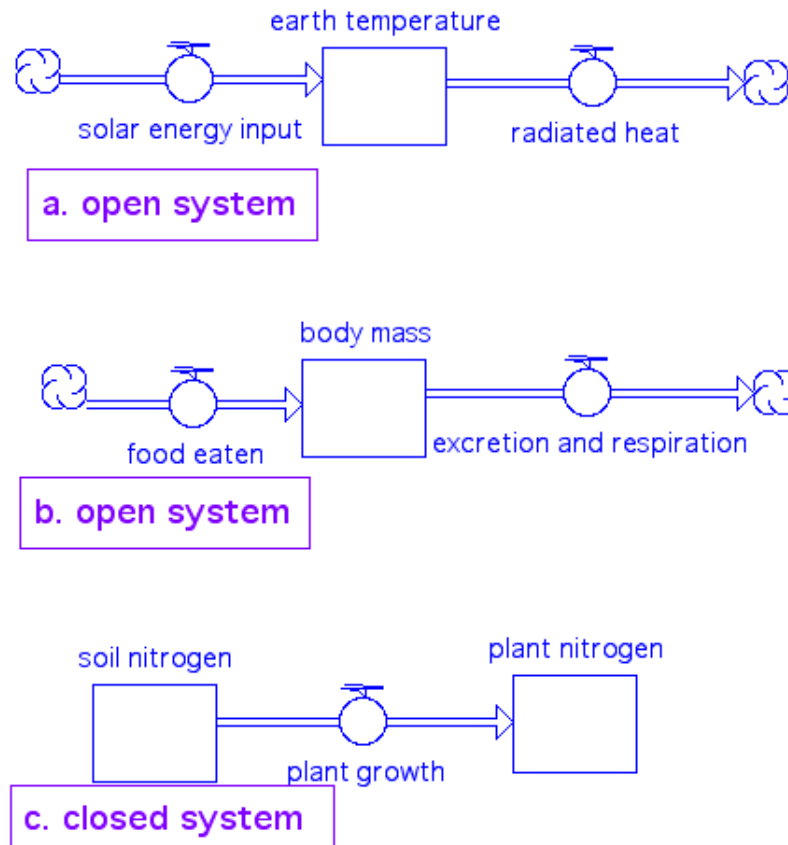 earth temperature
solar energy input
radiated heat
a. open system
body mass
food eaten
excretion and respiration
b. open system
soil nitrogen
plant nitrogen
plant growth
c. closed system